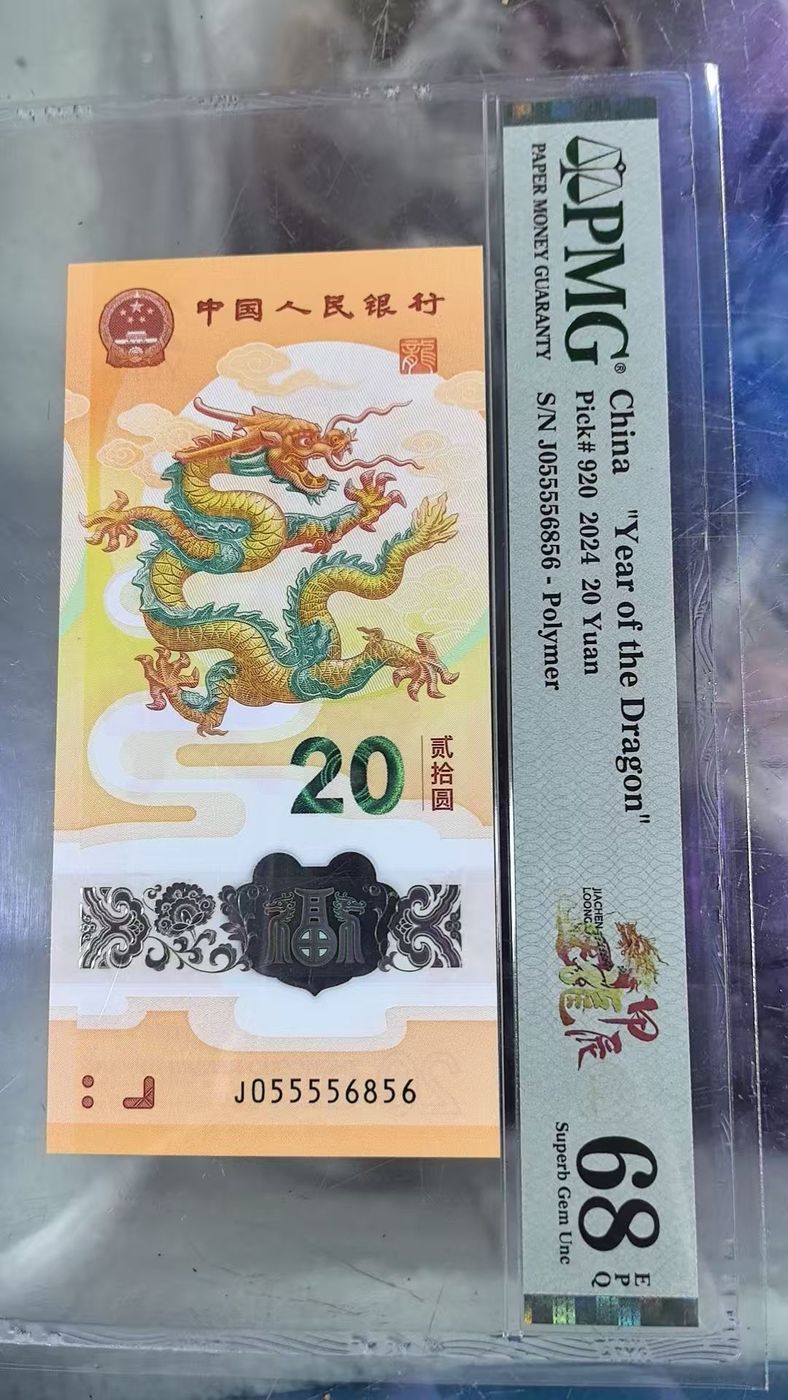 中国人民银行
龍
20
贰拾圆
J055556856
PMG®
PAPER MONEY GUARANTY
China "Year of the Dragon"
Pick# 920 2024 20 Yuan
S/N J055556856 - Polymer
JIACHEN
LOONG
甲辰
68 EPQ
Superb Gem Unc